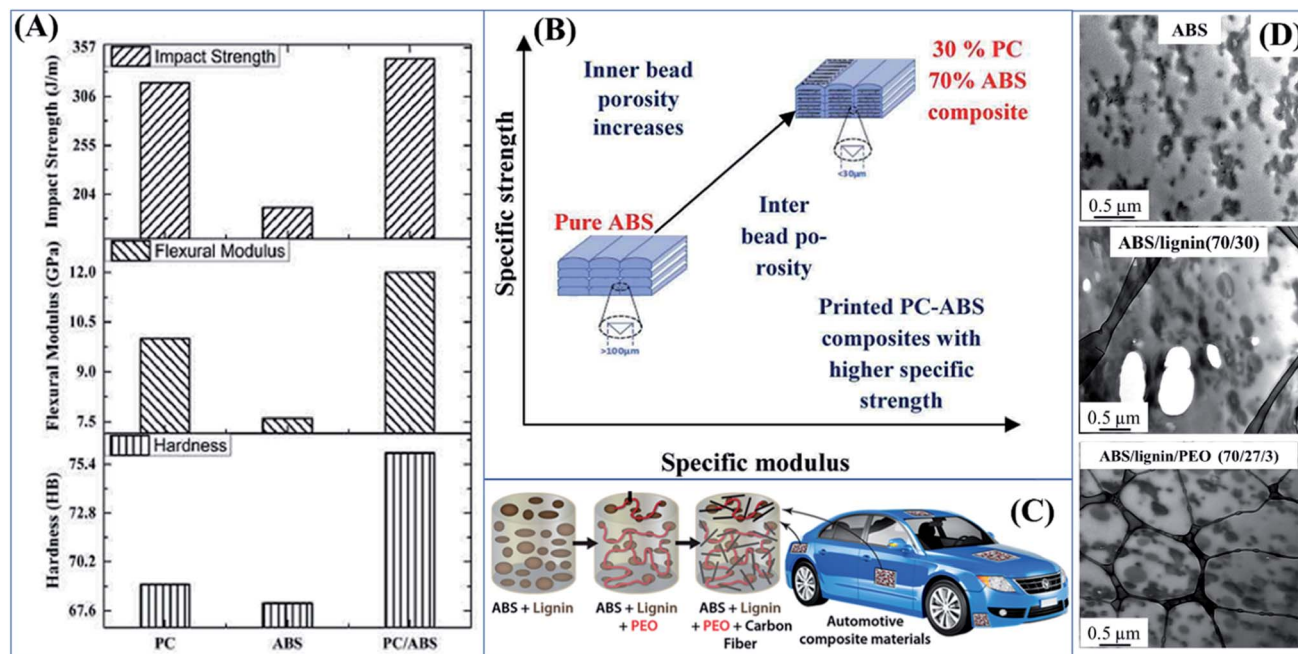 (A)
Impact Strength (J/m)
357
306
255
204
Impact Strength
Flexural Modulus (GPa)
12.0
10.5
9.0
7.5
Flexural Modulus
Hardness (HB)
75.4
72.8
70.2
67.6
Hardness
PC
ABS
PC/ABS
(B)
Specific strength
Inner bead
porosity
increases
30 % PC
70% ABS
composite
<30µm
Pure ABS
>100µm
Inter
bead po-
rosity
Printed PC-ABS
composites with
higher specific
strength
Specific modulus
(C)
ABS + Lignin
ABS + Lignin
+ PEO
ABS + Lignin
+ PEO + Carbon
Fiber
Automotive
composite materials
(D)
ABS
0.5 µm
ABS/lignin(70/30)
0.5 µm
ABS/lignin/PEO (70/27/3)
0.5 µm